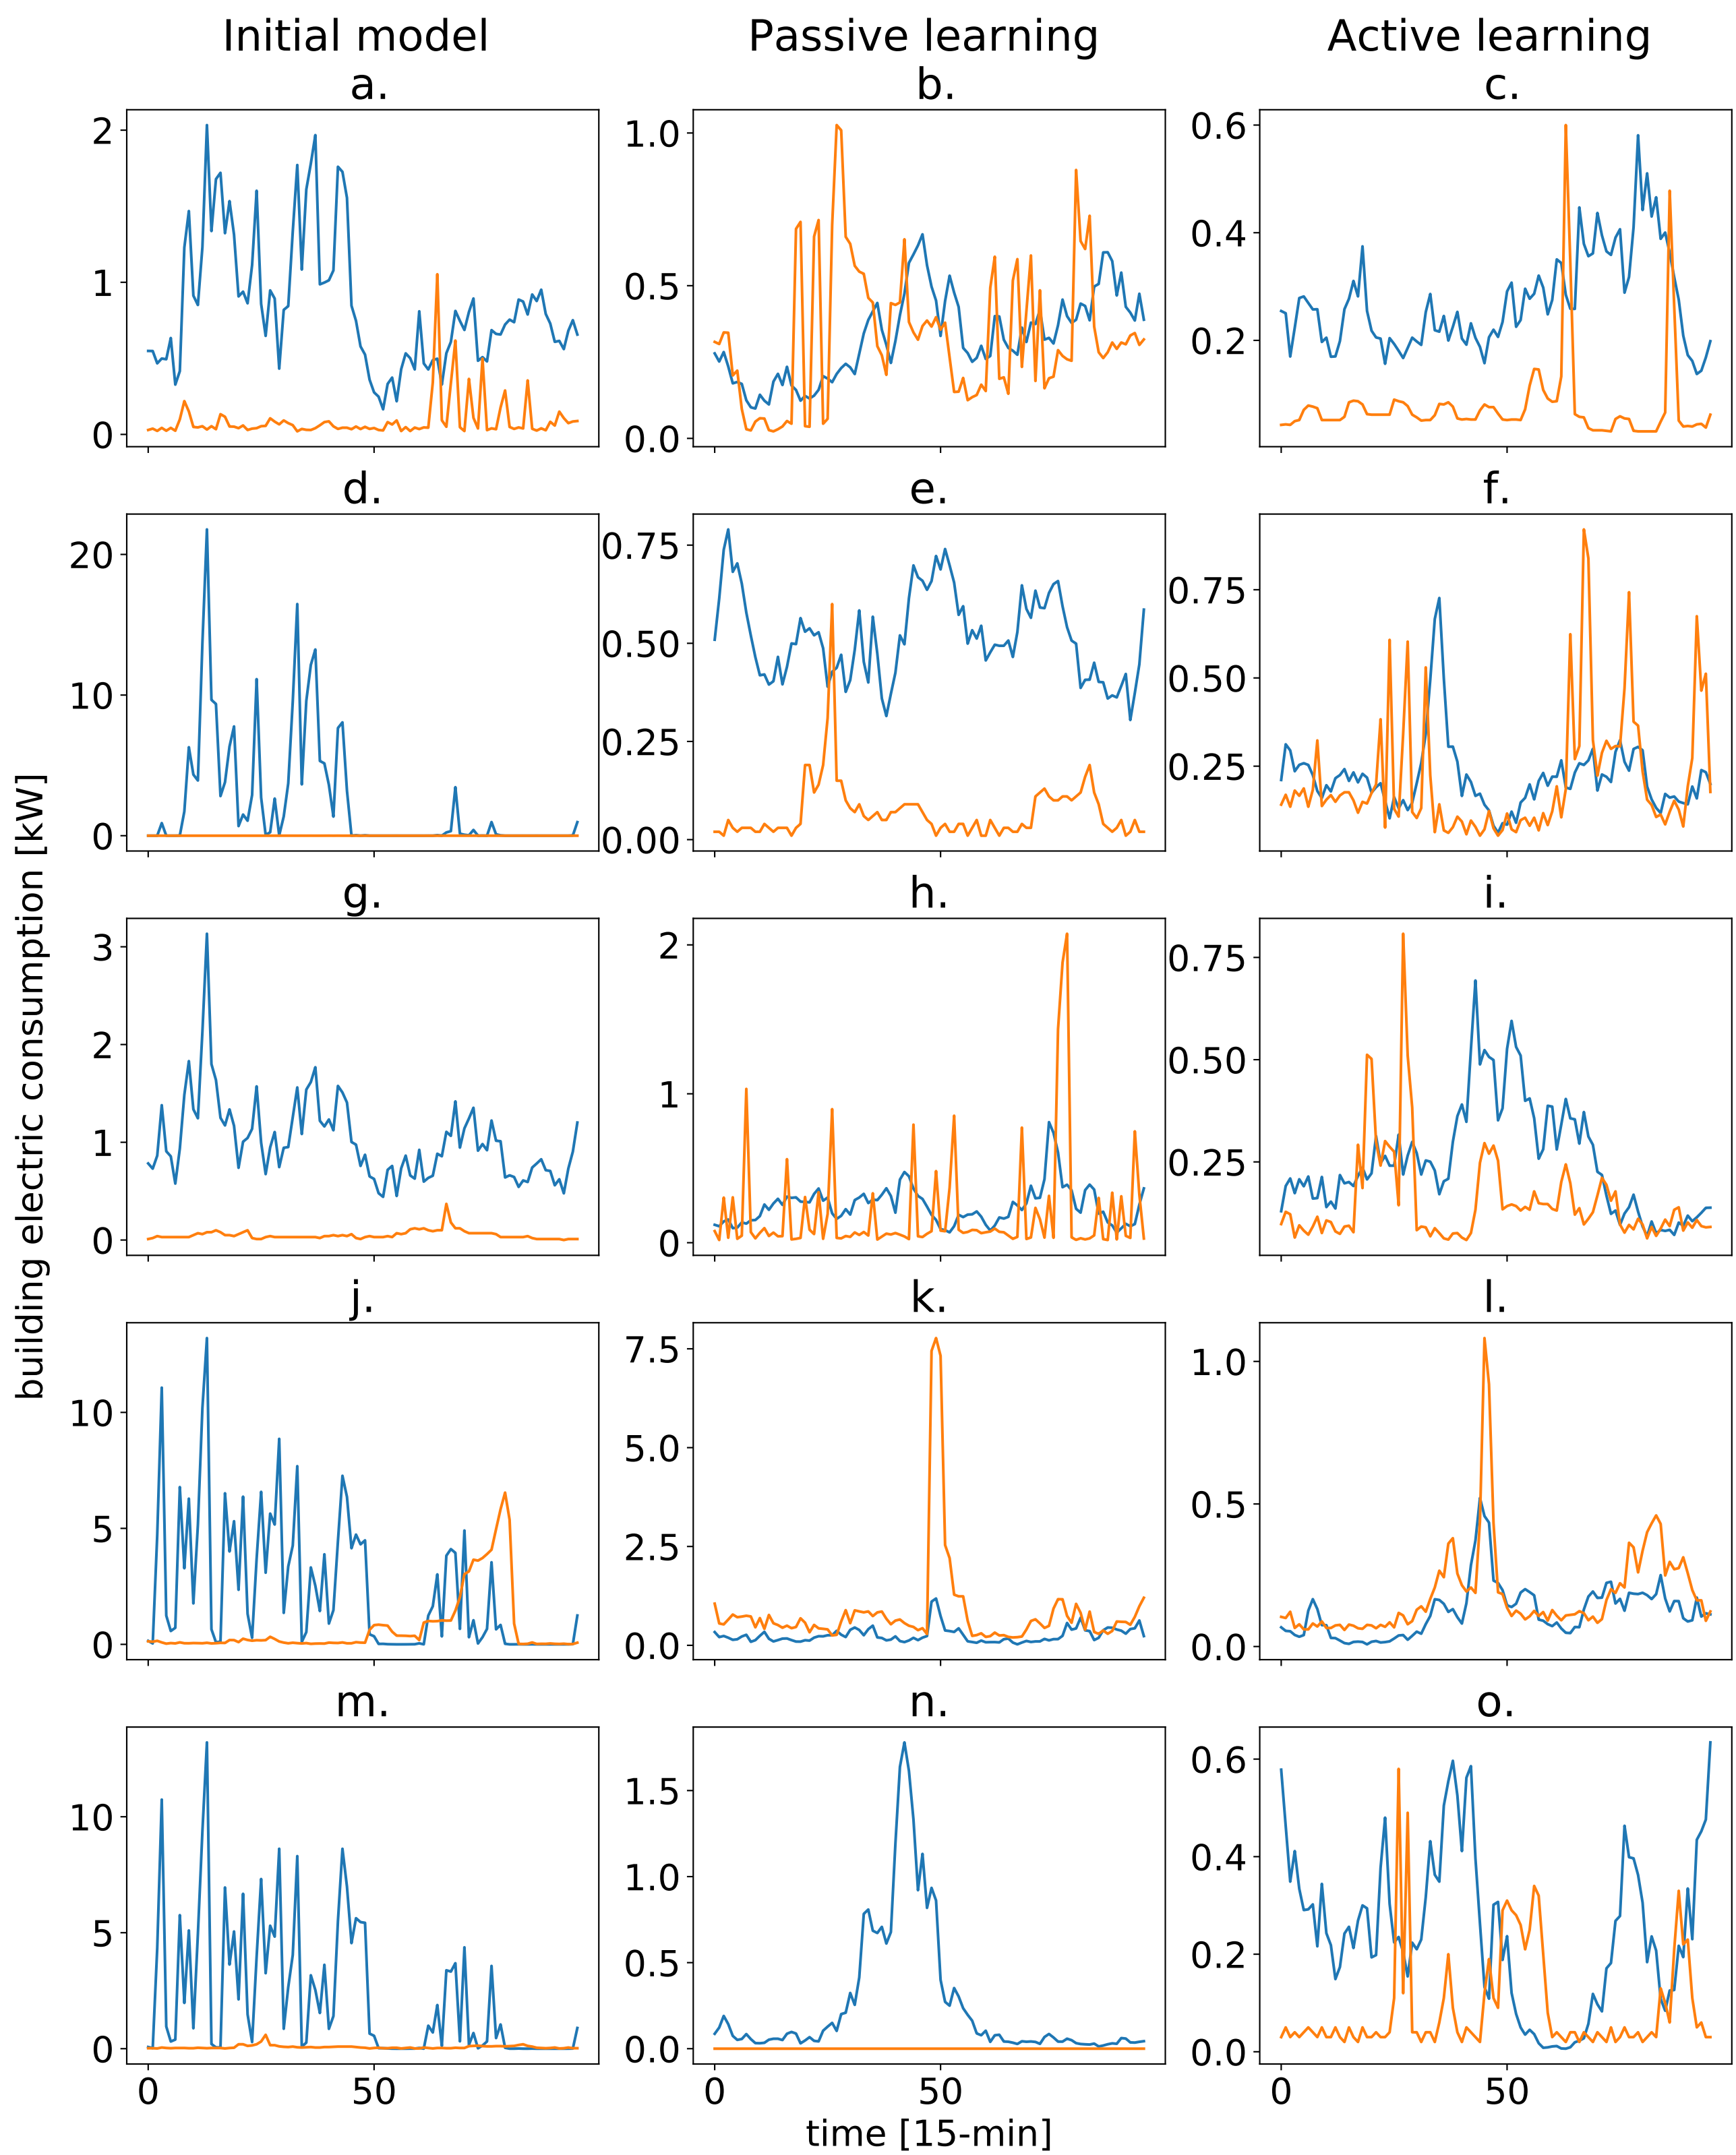 Initial model Passive learning Active learning
a. b. c.
2 1.0 0.6
1 0.5 0.4
0 0.0 0.2
d. e. f.
20 0.75 0.75
10 0.50 0.50
0 0.25 0.25
0.00
g. h. i.
3 2 0.75
2 1 0.50
1 0 0.25
0
j. k. l.
10 7.5 1.0
5 5.0 0.5
0 2.5 0.0
0.0
m. n. o.
10 1.5 0.6
5 1.0 0.4
0 0.5 0.2
0.0 0.0
0 50 0 50 0 50
time [15-min]
building electric consumption [kW]